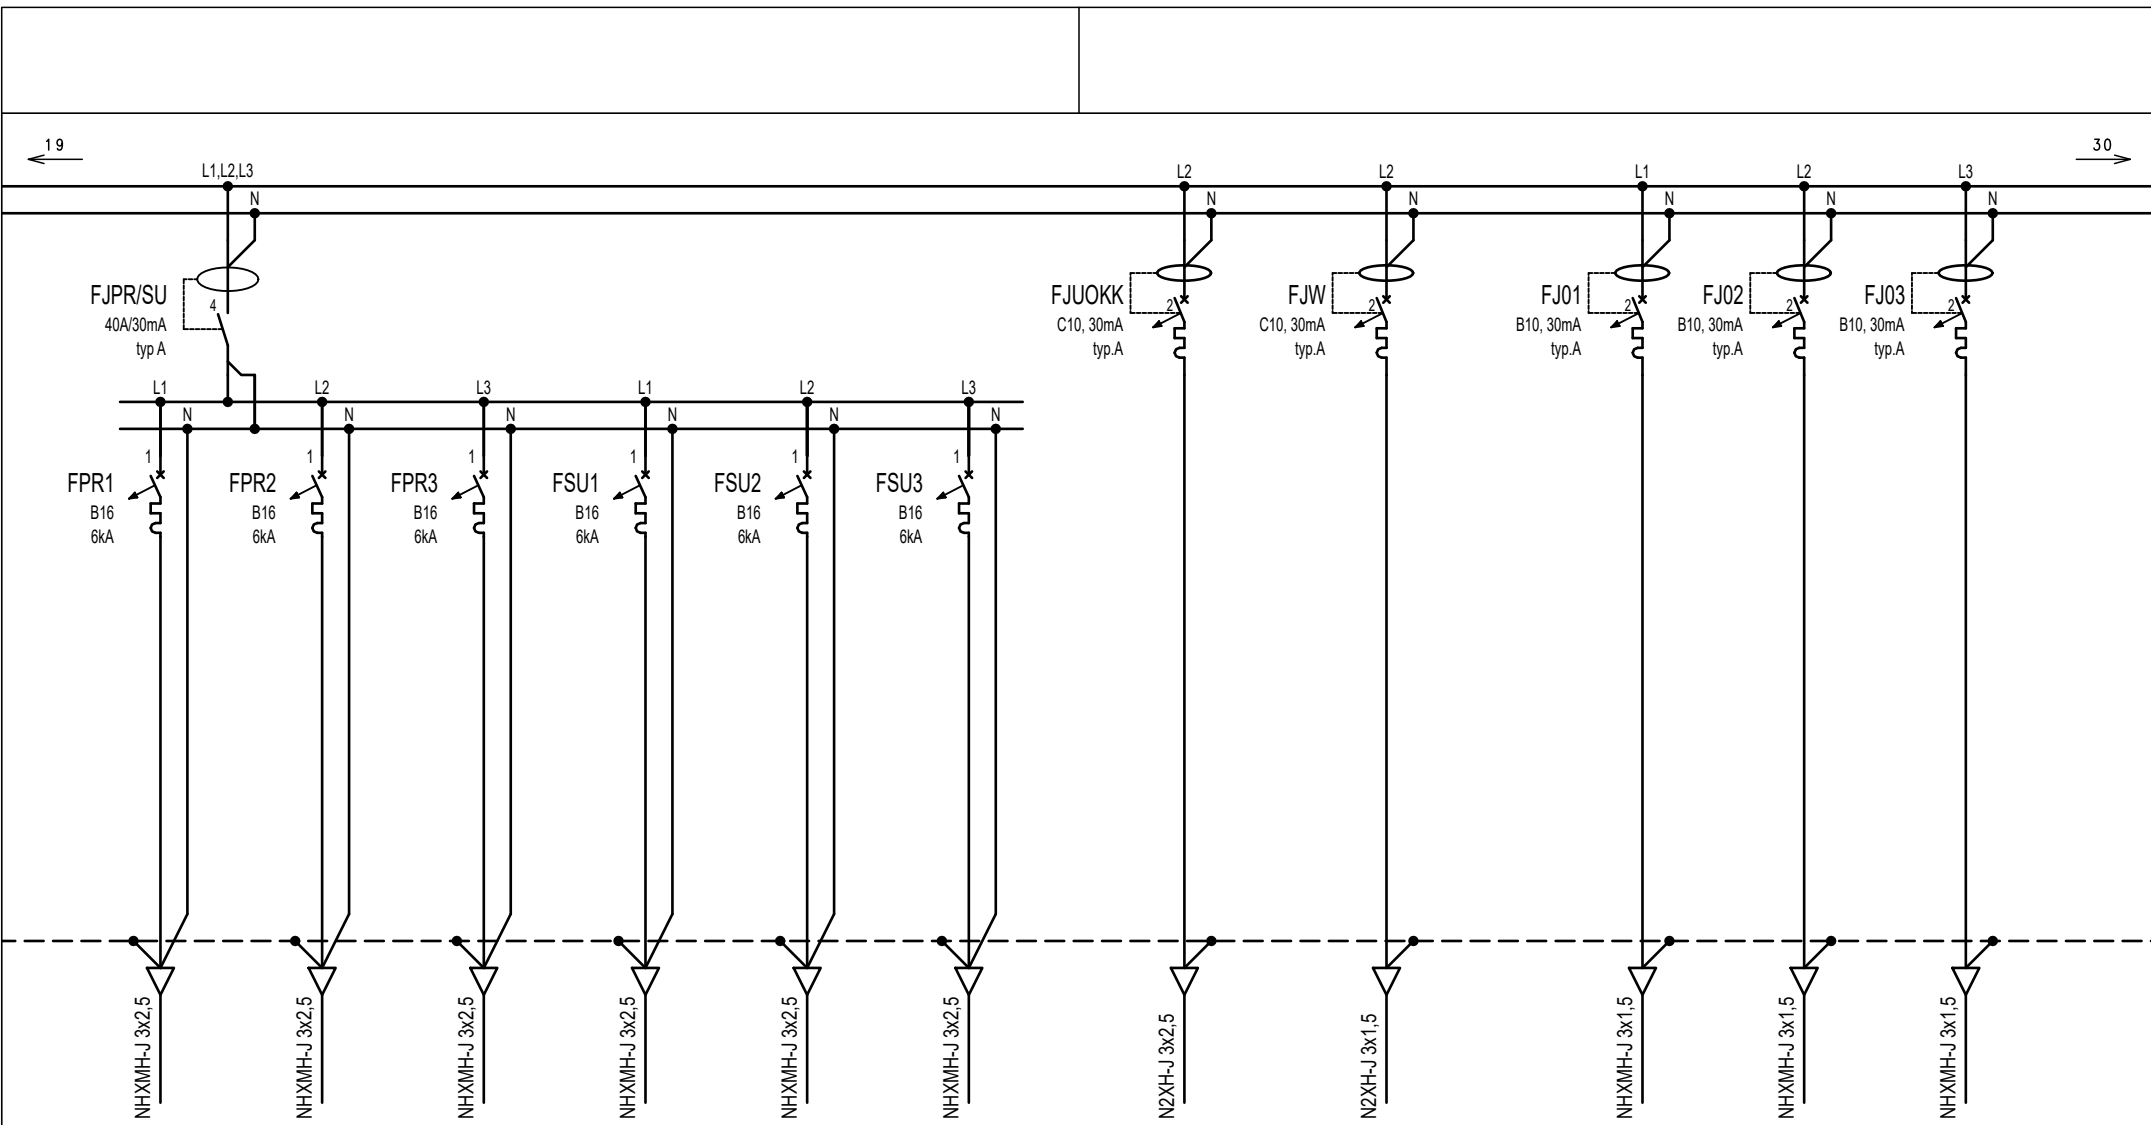 19
30
L1,L2,L3
N
L2
N
L2
N
L1
N
L2
N
L3
N
FJPR/SU
40A/30mA
typ A
4
FJUOKK
C10, 30mA
typ.A
2
FJW
C10, 30mA
typ.A
2
FJ01
B10, 30mA
typ.A
2
FJ02
B10, 30mA
typ.A
2
FJ03
B10, 30mA
typ.A
2
L1
N
L2
N
L3
N
L1
N
L2
N
L3
N
1
FPR1
B16
6kA
1
FPR2
B16
6kA
1
FPR3
B16
6kA
1
FSU1
B16
6kA
1
FSU2
B16
6kA
1
FSU3
B16
6kA
NHXMH-J 3x2,5
NHXMH-J 3x2,5
NHXMH-J 3x2,5
NHXMH-J 3x2,5
NHXMH-J 3x2,5
NHXMH-J 3x2,5
N2XH-J 3x2,5
N2XH-J 3x1,5
NHXMH-J 3x1,5
NHXMH-J 3x1,5
NHXMH-J 3x1,5